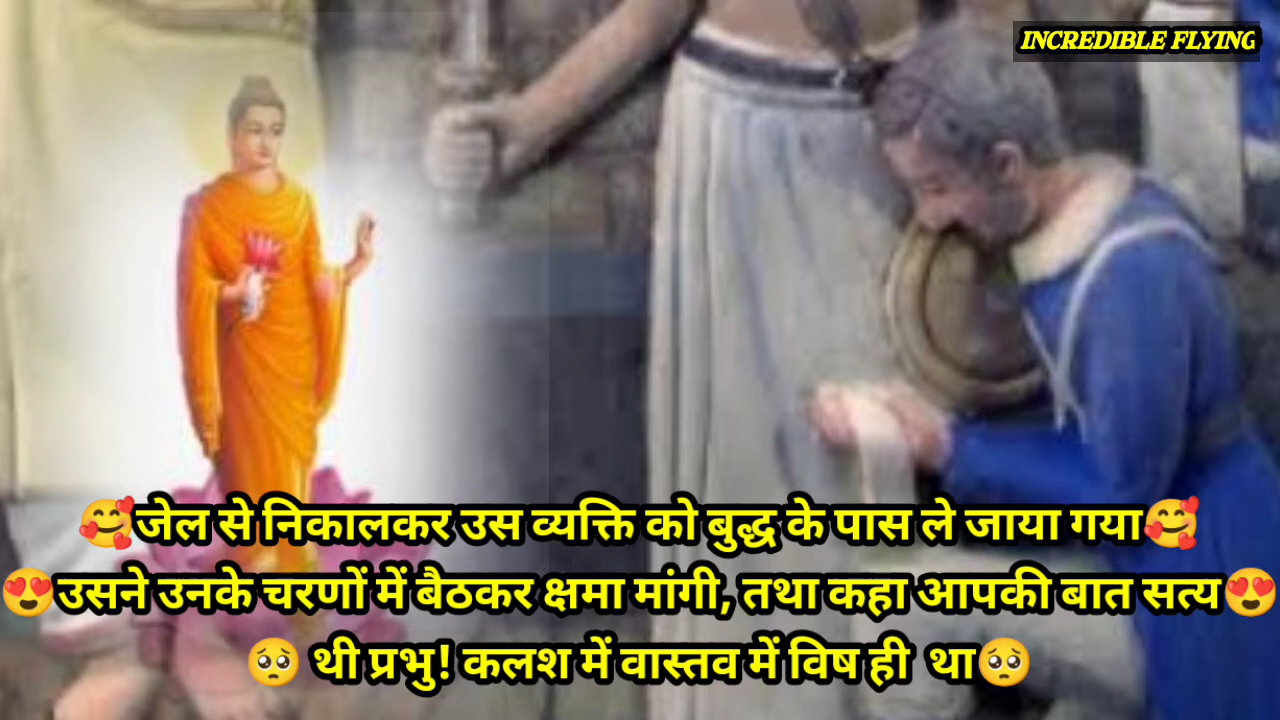 INCREDIBLE FLYING
🥰जेल से निकालकर उस व्यक्ति को बुद्ध के पास ले जाया गया🥰
😍उसने उनके चरणों में बैठकर क्षमा मांगी, तथा कहा आपकी बात सत्य😍
🥺 थी प्रभु! कलश में वास्तव में विष ही था🥺